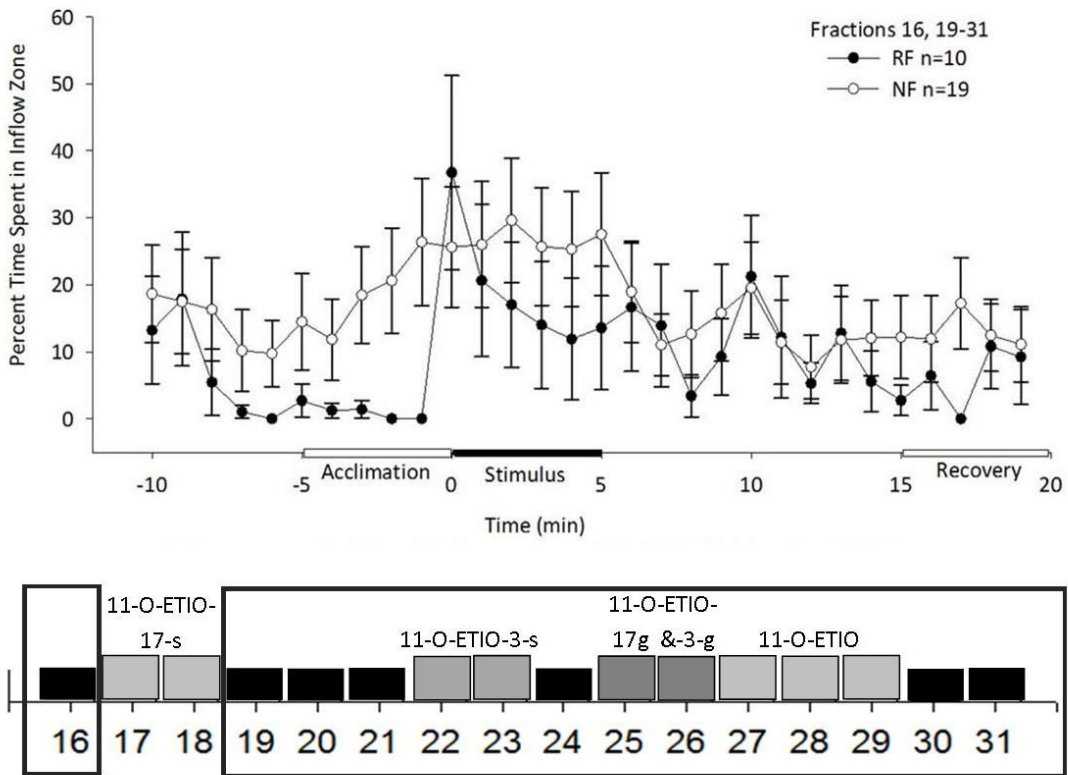 60
50
40
30
20
10
0
Percent Time Spent in Inflow Zone
Fractions 16, 19-31
RF n=10
NF n=19
Acclimation
Stimulus
Recovery
-10 -5 0 5 10 15 20
Time (min)
11-O-ETIO- 11-O-ETIO-
17-s 11-O-ETIO-3-s 17g &-3-g 11-O-ETIO
16 17 18 19 20 21 22 23 24 25 26 27 28 29 30 31